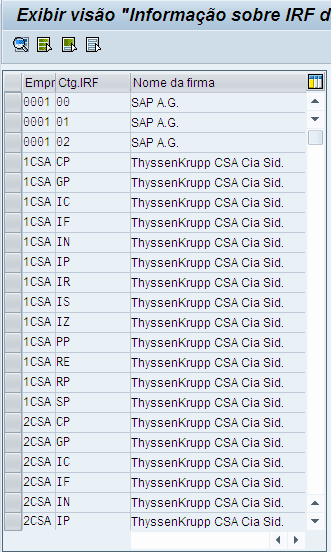 Exibir visão "Informação sobre IRF d
Empr Ctg.IRF Nome da firma
0001 00 SAP A.G.
0001 01 SAP A.G.
0001 02 SAP A.G.
1CSA CP ThyssenKrupp CSA Cia Sid.
1CSA GP ThyssenKrupp CSA Cia Sid.
1CSA IC ThyssenKrupp CSA Cia Sid.
1CSA IF ThyssenKrupp CSA Cia Sid.
1CSA IN ThyssenKrupp CSA Cia Sid.
1CSA IP ThyssenKrupp CSA Cia Sid.
1CSA IR ThyssenKrupp CSA Cia Sid.
1CSA IS ThyssenKrupp CSA Cia Sid.
1CSA IZ ThyssenKrupp CSA Cia Sid.
1CSA PP ThyssenKrupp CSA Cia Sid.
1CSA RE ThyssenKrupp CSA Cia Sid.
1CSA RP ThyssenKrupp CSA Cia Sid.
1CSA SP ThyssenKrupp CSA Cia Sid.
2CSA CP ThyssenKrupp CSA Cia Sid.
2CSA GP ThyssenKrupp CSA Cia Sid.
2CSA IC ThyssenKrupp CSA Cia Sid.
2CSA IF ThyssenKrupp CSA Cia Sid.
2CSA IN ThyssenKrupp CSA Cia Sid.
2CSA IP ThyssenKrupp CSA Cia Sid.